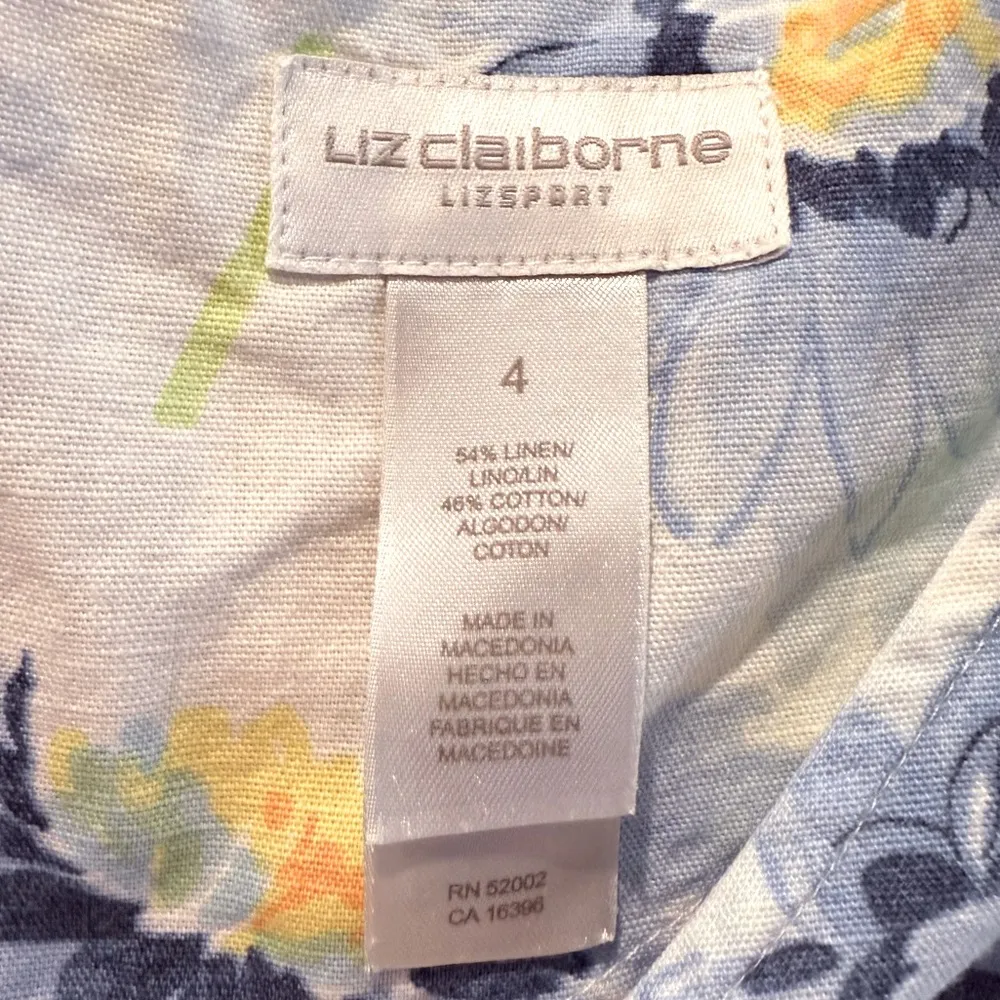 Liz claiborne
LIZSPORT
4
54% LINEN/
LINO/LIN
46% COTTON/
ALGODON/
COTON
MADE IN
MACEDONIA
HECHO EN
MACEDONIA
FABRIQUE EN
MACEDOINE
RN 52002
CA 16396